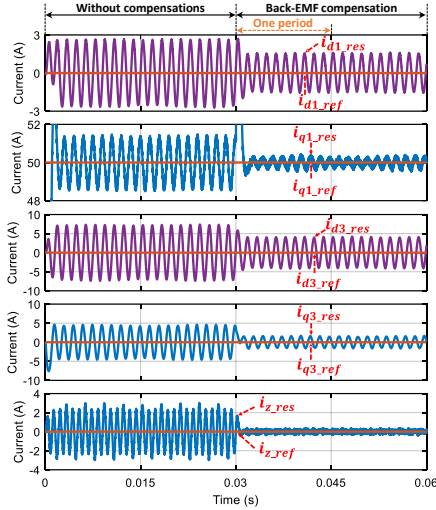 Without compensations
Back-EMF compensation
One period
Current (A)
3
0
-3
i_d1_res
i_d1_ref
Current (A)
52
50
48
i_q1_res
i_q1_ref
Current (A)
10
5
0
-5
-10
i_d3_res
i_d3_ref
Current (A)
10
5
0
-5
-10
i_q3_res
i_q3_ref
Current (A)
4
2
0
-2
-4
i_z_res
i_z_ref
0
0.015
0.03
0.045
0.06
Time (s)